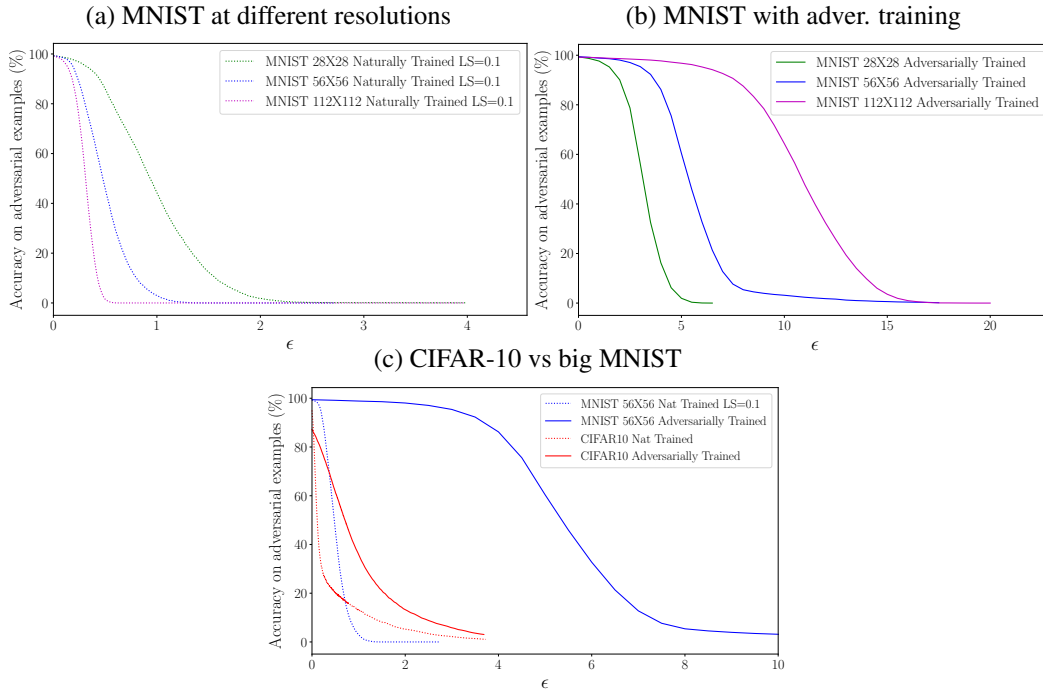 (a) MNIST at different resolutions
Accuracy on adversarial examples (%)
100
80
60
40
20
0
MNIST 28X28 Naturally Trained LS=0.1
MNIST 56X56 Naturally Trained LS=0.1
MNIST 112X112 Naturally Trained LS=0.1
0 1 2 3 4
ϵ
(b) MNIST with adver. training
Accuracy on adversarial examples (%)
100
80
60
40
20
0
MNIST 28X28 Adversarially Trained
MNIST 56X56 Adversarially Trained
MNIST 112X112 Adversarially Trained
0 5 10 15 20
ϵ
(c) CIFAR-10 vs big MNIST
Accuracy on adversarial examples (%)
100
80
60
40
20
0
MNIST 56X56 Nat Trained LS=0.1
MNIST 56X56 Adversarially Trained
CIFAR10 Nat Trained
CIFAR10 Adversarially Trained
0 2 4 6 8 10
ϵ